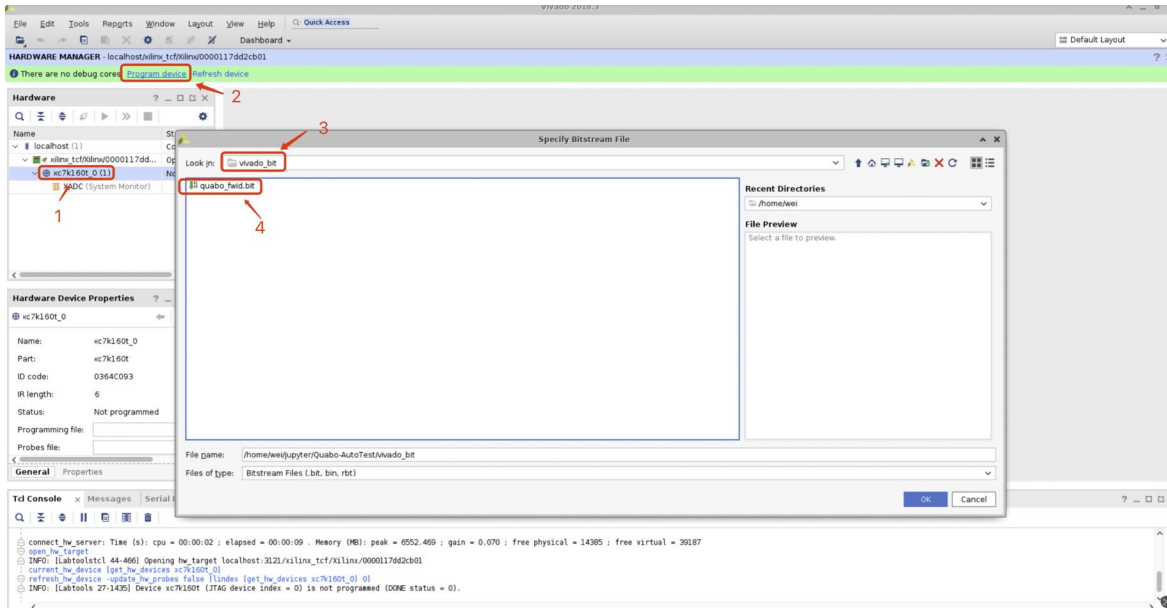 Vivado 2018.3
File Edit Tools Reports Window Layout View Help Quick Access
Dashboard
Default Layout
HARDWARE MANAGER - localhost/xilinx_tcf/Xilinx/0000117dd2cb01
There are no debug cores. Program device Refresh device
2
Hardware
Name St
localhost (1) Co
xilinx_tcf/Xilinx/0000117dd... Op
xc7k160t_0 (1) No
XADC (System Monitor)
1
Specify Bitstream File
3
Look in: vivado_bit
quabo_fwid.bit
4
Recent Directories
/home/wei
File Preview
Select a file to preview.
File name: /home/wei/jupyter/Quabo-AutoTest/vivado_bit
Files of type: Bitstream Files (.bit, bin, rbt)
OK Cancel
Hardware Device Properties
xc7k160t_0
Name: xc7k160t_0
Part: xc7k160t
ID code: 0364C093
IR length: 6
Status: Not programmed
Programming file:
Probes file:
General Properties
Tcl Console Messages Serial
connect_hw_server: Time (s): cpu = 00:00:02 ; elapsed = 00:00:09 . Memory (MB): peak = 6552.469 ; gain = 0.070 ; free physical = 14385 ; free virtual = 39187
open_hw_target
INFO: [Labtoolstcl 44-466] Opening hw_target localhost:3121/xilinx_tcf/Xilinx/0000117dd2cb01
current_hw_device [get_hw_devices xc7k160t_0]
refresh_hw_device -update_hw_probes false [lindex [get_hw_devices xc7k160t_0] 0]
INFO: [Labtools 27-1435] Device xc7k160t (JTAG device index = 0) is not programmed (DONE status = 0).